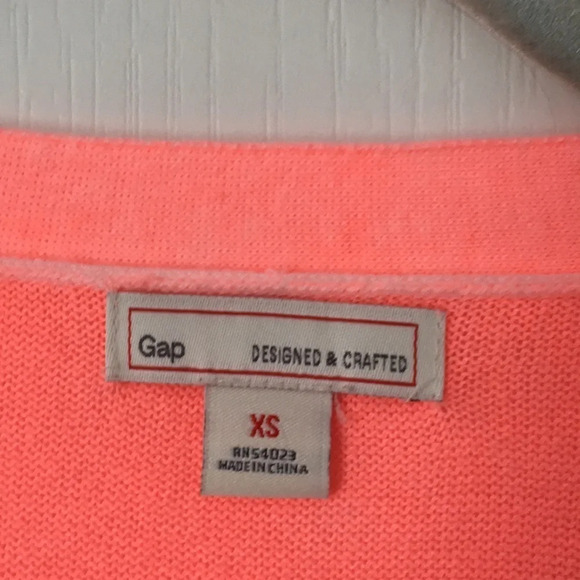 Gap DESIGNED & CRAFTED
XS
RN54023
MADE IN CHINA